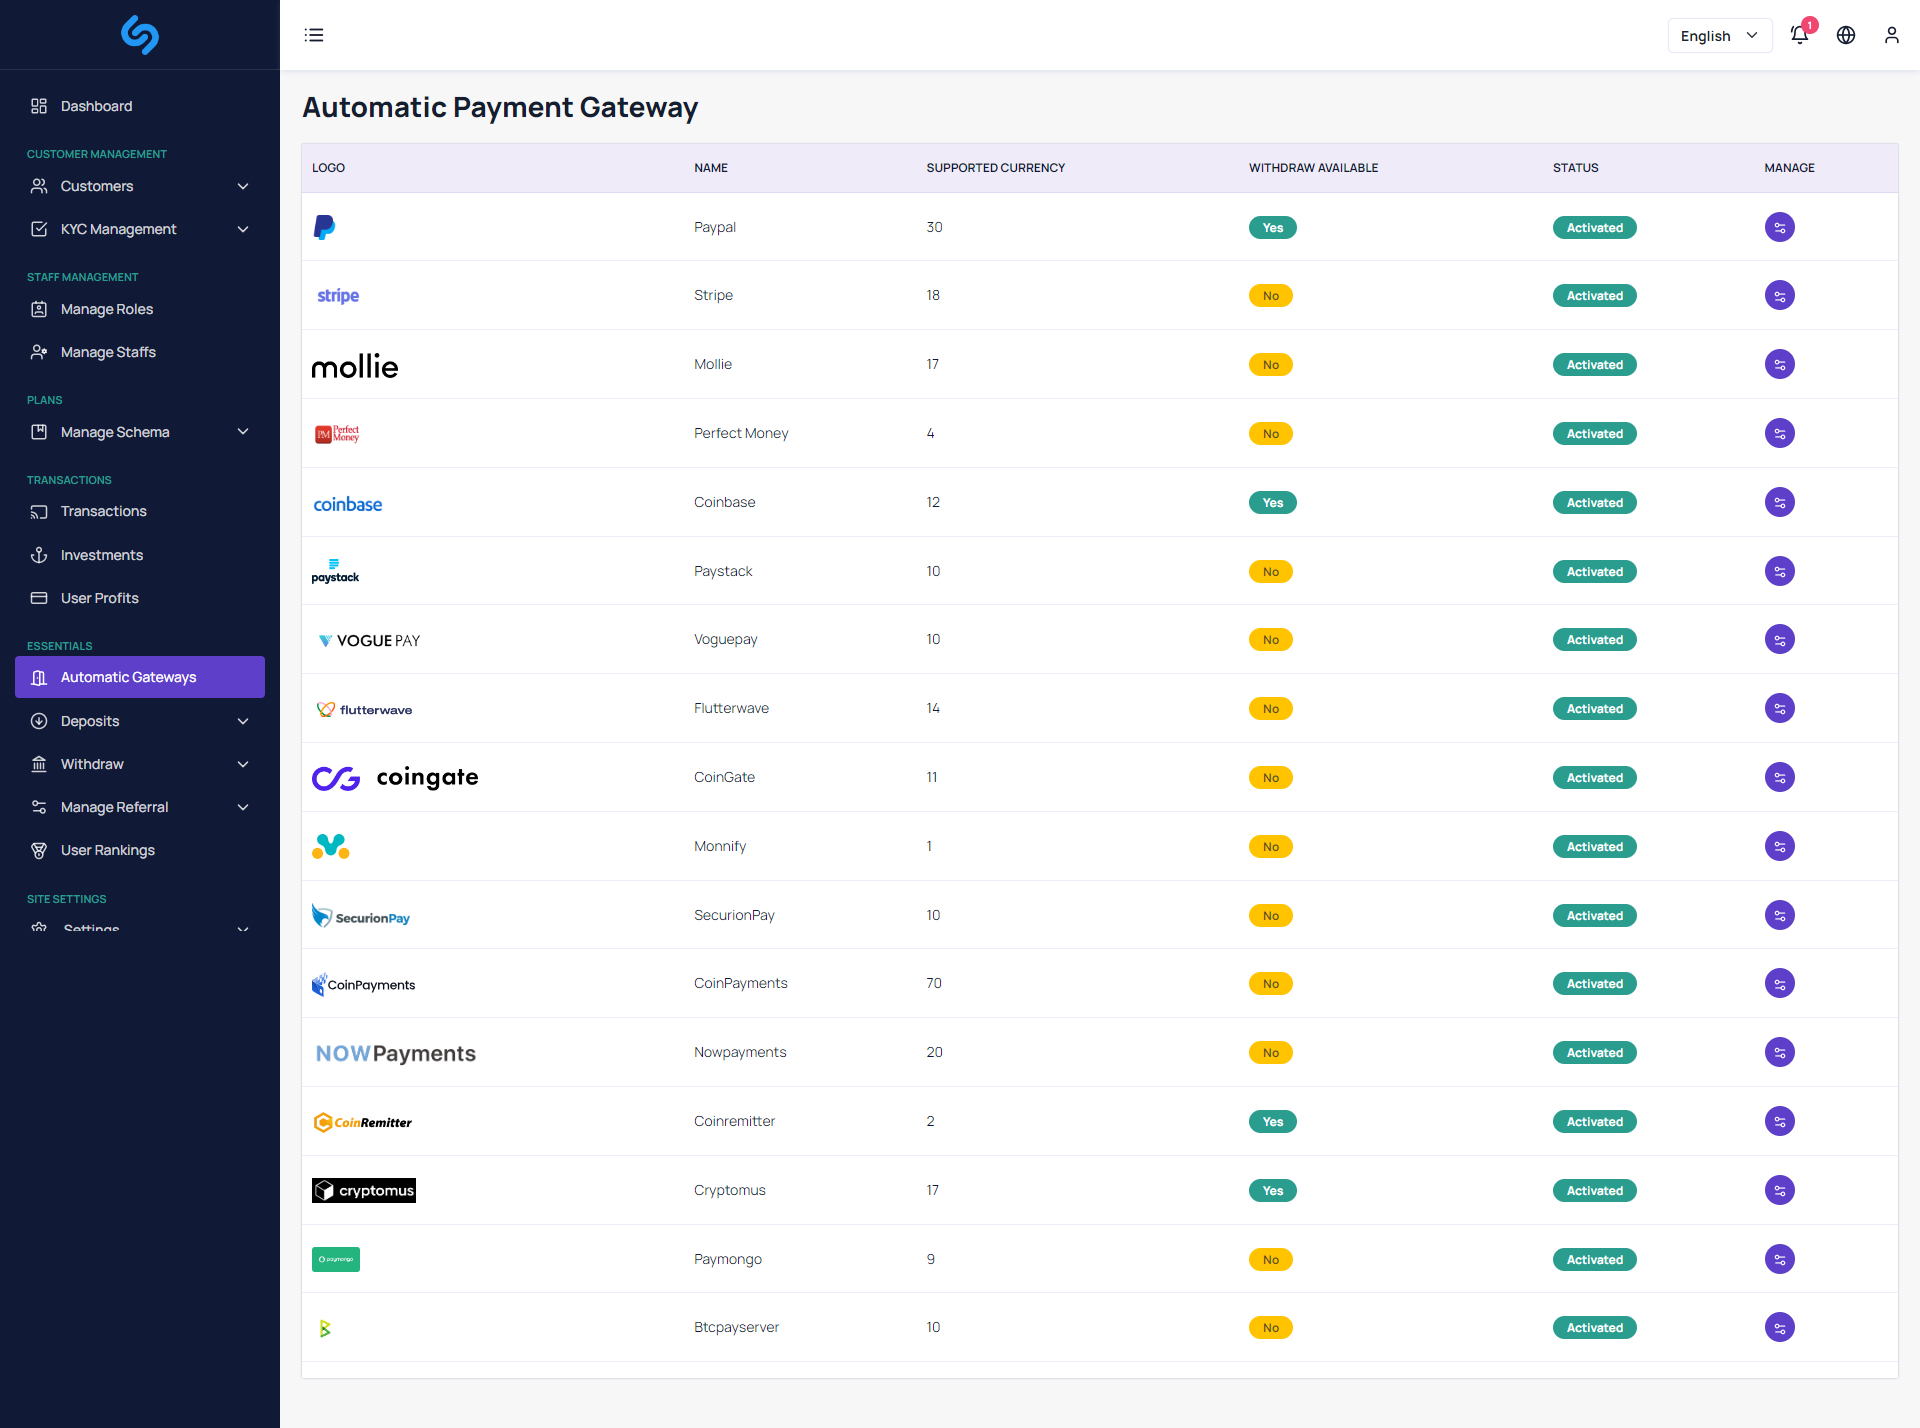 English
1
Dashboard
CUSTOMER MANAGEMENT
Customers
KYC Management
STAFF MANAGEMENT
Manage Roles
Manage Staffs
PLANS
Manage Schema
TRANSACTIONS
Transactions
Investments
User Profits
ESSENTIALS
Automatic Gateways
Deposits
Withdraw
Manage Referral
User Rankings
SITE SETTINGS
Settings
Automatic Payment Gateway
LOGO NAME SUPPORTED CURRENCY WITHDRAW AVAILABLE STATUS MANAGE
Paypal 30 Yes Activated
stripe Stripe 18 No Activated
mollie Mollie 17 No Activated
PM Perfect Money Perfect Money 4 No Activated
coinbase Coinbase 12 Yes Activated
paystack Paystack 10 No Activated
VOGUE PAY Voguepay 10 No Activated
flutterwave Flutterwave 14 No Activated
CG coingate CoinGate 11 No Activated
Monnify 1 No Activated
SecurionPay SecurionPay 10 No Activated
CoinPayments CoinPayments 70 No Activated
NOWPayments Nowpayments 20 No Activated
CoinRemitter Coinremitter 2 Yes Activated
cryptomus Cryptomus 17 Yes Activated
paymongo Paymongo 9 No Activated
Btcpayserver 10 No Activated